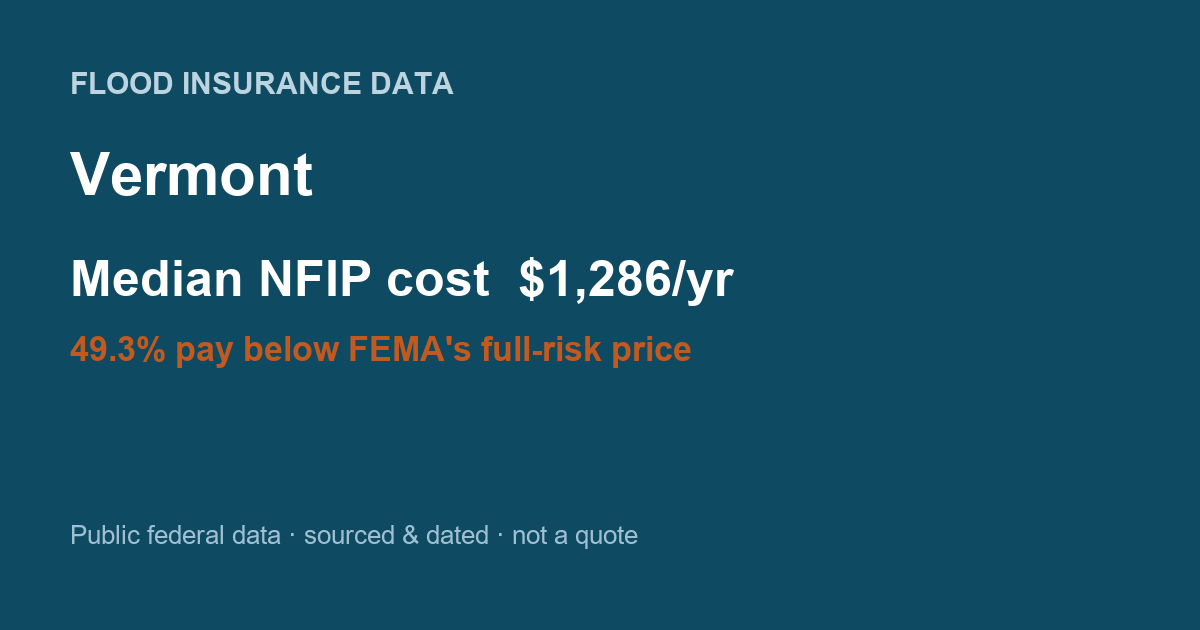 FLOOD INSURANCE DATA
Vermont
Median NFIP cost  $1,286/yr
49.3% pay below FEMA's full-risk price
Public federal data · sourced & dated · not a quote